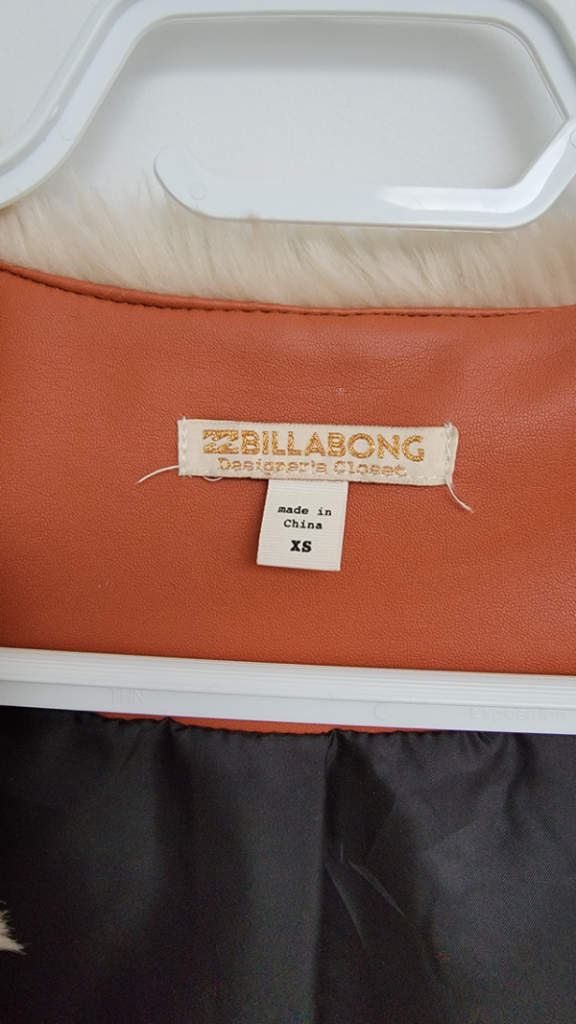 BILLABONG
Designer's Closet
made in
China
XS